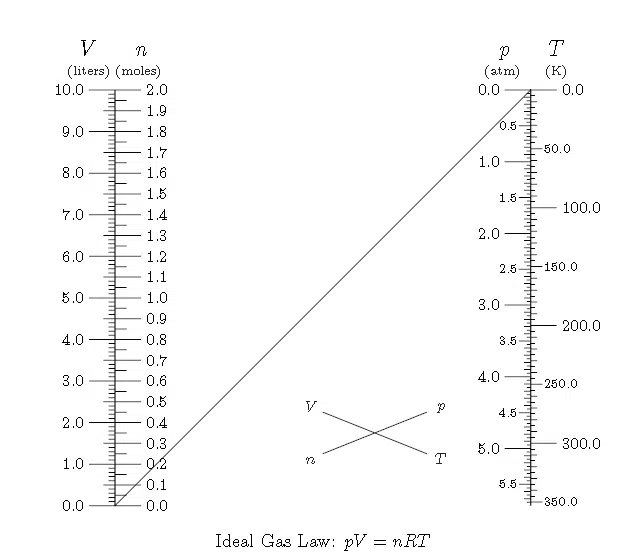 V n p T
(liters) (moles) (atm) (K)
10.0 2.0 0.0 0.0
1.9
0.5
9.0 1.8
50.0
1.7
1.0
8.0 1.6
1.5 1.5
7.0 1.4 100.0
1.3 2.0
6.0 1.2
1.1 2.5 150.0
5.0 1.0 3.0
0.9
200.0
4.0 0.8 3.5
0.7
3.0 0.6 4.0 250.0
0.5
V p
2.0 0.4 4.5
0.3 5.0 300.0
1.0 0.2
n T
0.1 5.5
0.0 0.0 350.0
Ideal Gas Law: pV = nRT